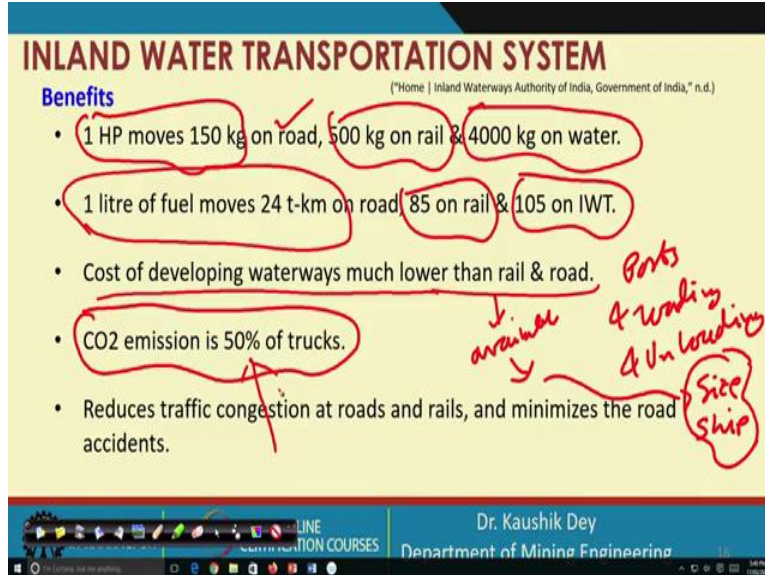 INLAND WATER TRANSPORTATION SYSTEM
("Home | Inland Waterways Authority of India, Government of India," n.d.)
Benefits
• 1 HP moves 150 kg on road, 500 kg on rail & 4000 kg on water.
• 1 litre of fuel moves 24 t-km on road, 85 on rail & 105 on IWT.
• Cost of developing waterways much lower than rail & road.
Ports
& loading
& Unloading
available
• CO2 emission is 50% of trucks.
Size
Ship
• Reduces traffic congestion at roads and rails, and minimizes the road
accidents.
LINE
COURSES
Dr. Kaushik Dey
Department of Mining Engineering
16